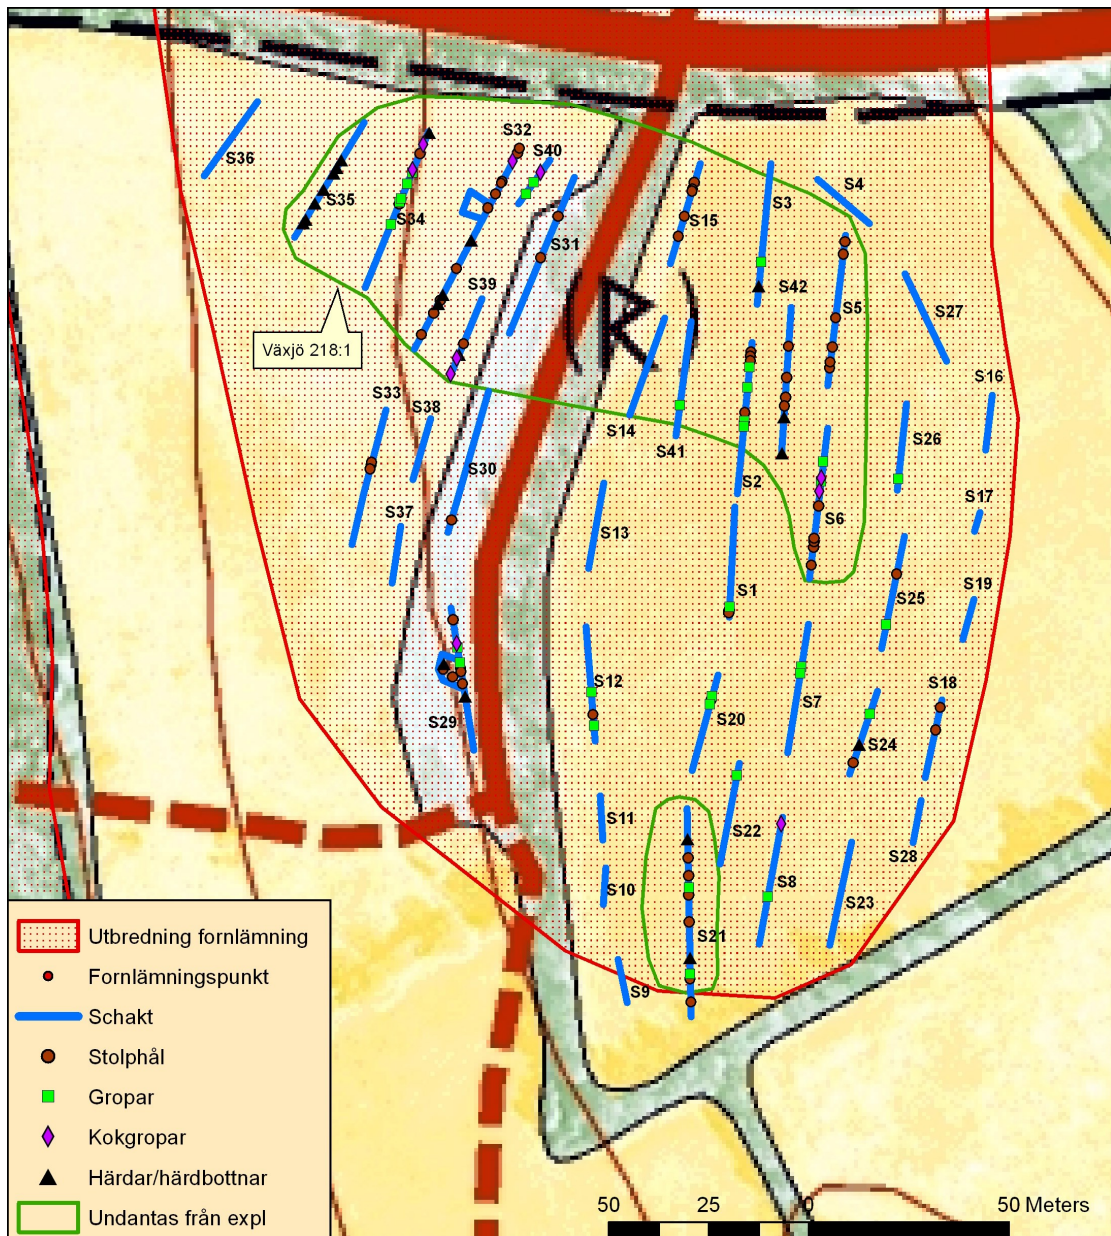 S36
S35
S34
S32
S40
S31
S39
Växjö 218:1
S15
S3
S4
S42
S5
S27
R
S16
S33
S38
S30
S14
S41
S2
S26
S6
S17
S37
S13
S1
S25
S19
S12
S20
S7
S18
S29
S24
S11
S22
S28
S10
S8
S23
S21
S9
Utbredning fornlämning
Fornlämningspunkt
Schakt
Stolphål
Gropar
Kokgropar
Härdar/härdbottnar
Undantas från expl
50 25 0 50 Meters